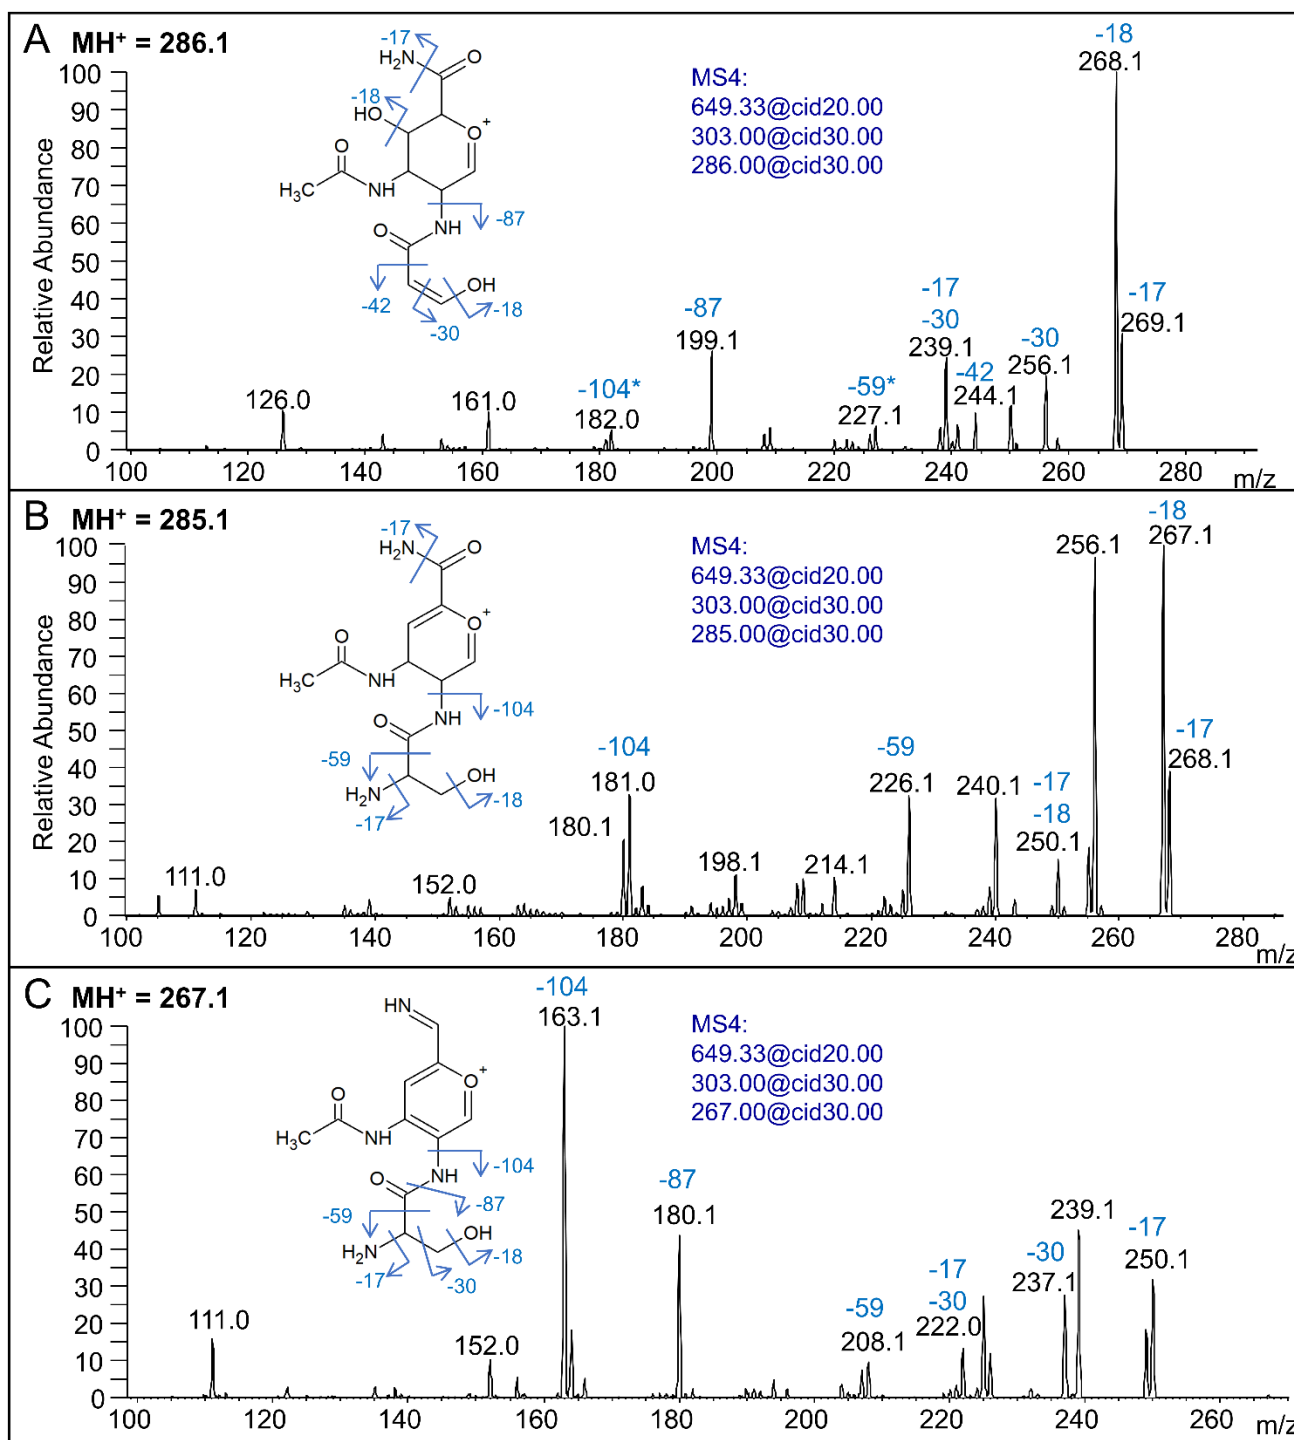 A MH+ = 286.1
MS4:
649.33@cid20.00
303.00@cid30.00
286.00@cid30.00
Relative Abundance
100
90
80
70
60
50
40
30
20
10
0
-17
H2N
O
-18
HO
O+
O
H3C
NH
NH
-87
O
OH
-42
-30
-18
126.0
161.0
-104*
182.0
-87
199.1
-59*
227.1
-17
-30
239.1
-42
244.1
-30
256.1
-18
268.1
-17
269.1
100 120 140 160 180 200 220 240 260 280
m/z
B MH+ = 285.1
MS4:
649.33@cid20.00
303.00@cid30.00
285.00@cid30.00
Relative Abundance
100
90
80
70
60
50
40
30
20
10
0
-17
H2N
O
O+
O
H3C
NH
NH
-104
O
-59
OH
H2N
-17
-18
111.0
152.0
180.1
-104
181.0
198.1
214.1
-59
226.1
240.1
-17
-18
250.1
256.1
-18
267.1
-17
268.1
100 120 140 160 180 200 220 240 260 280
m/z
C MH+ = 267.1
MS4:
649.33@cid20.00
303.00@cid30.00
267.00@cid30.00
100
90
80
70
60
50
40
30
20
10
0
HN
O+
O
H3C
NH
NH
-104
O
-87
-59
OH
H2N
-17
-30
-18
111.0
152.0
-104
163.1
-87
180.1
-59
208.1
-17
-30
222.0
-30
237.1
239.1
-17
250.1
100 120 140 160 180 200 220 240 260
m/z